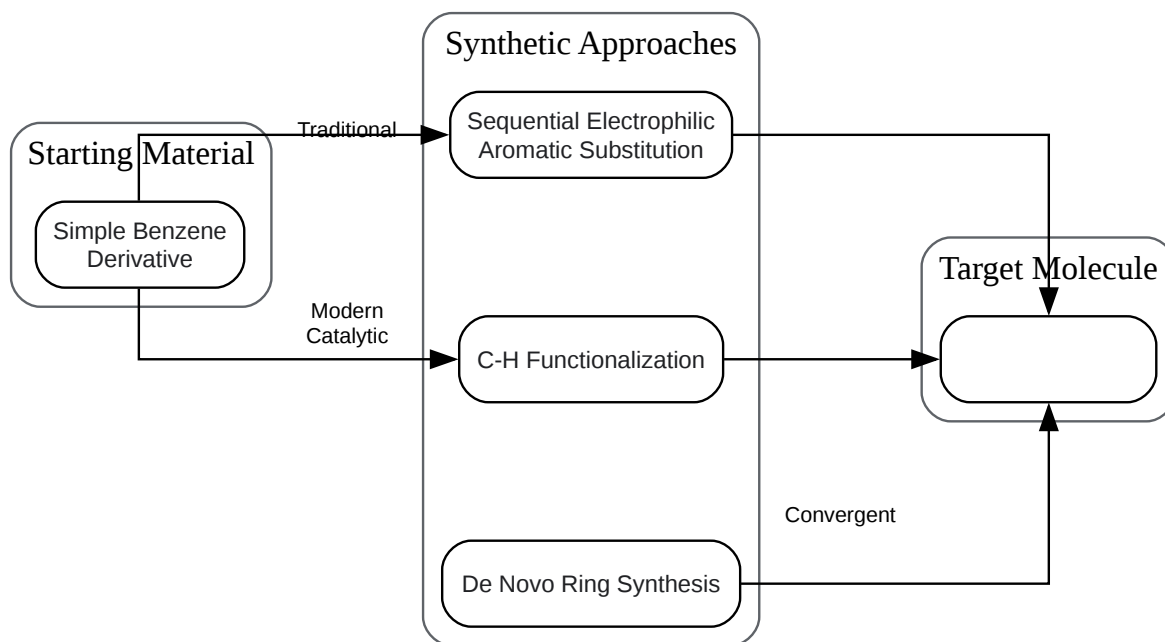 Synthetic Approaches
Sequential Electrophilic
Aromatic Substitution
Traditional
Starting Material
Simple Benzene
Derivative
Target Molecule
Modern
Catalytic
C-H Functionalization
Convergent
De Novo Ring Synthesis